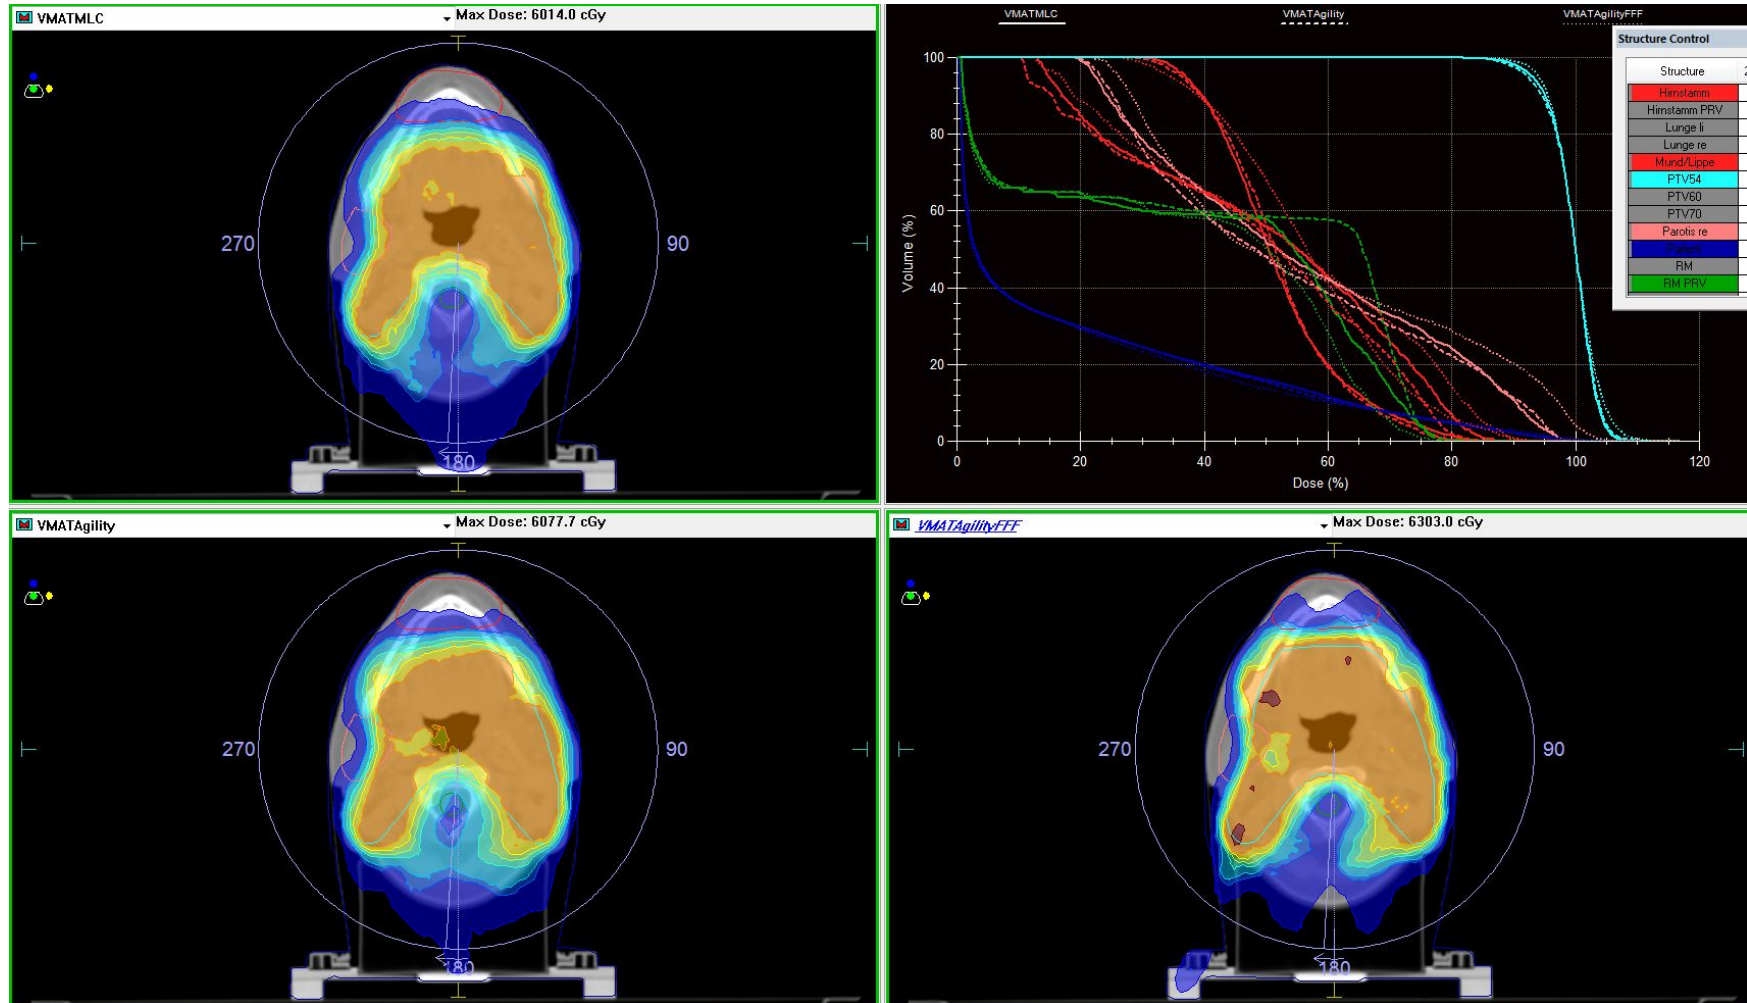 VMATMLC
Max Dose: 6014.0 cGy
270
90
180
VMATMLC
VMATAgility
VMATAgilityFFF
Structure Control
Structure
Hirnstamm
Hirnstamm PRV
Lunge li
Lunge re
Mund/Lippe
PTV54
PTV60
PTV70
Parotis re
RM
RM PRV
Volume (%)
100
80
60
40
20
0
0
20
40
60
80
100
120
Dose (%)
VMATAgility
Max Dose: 6077.7 cGy
270
90
180
VMATAgilityFFF
Max Dose: 6303.0 cGy
270
90
180